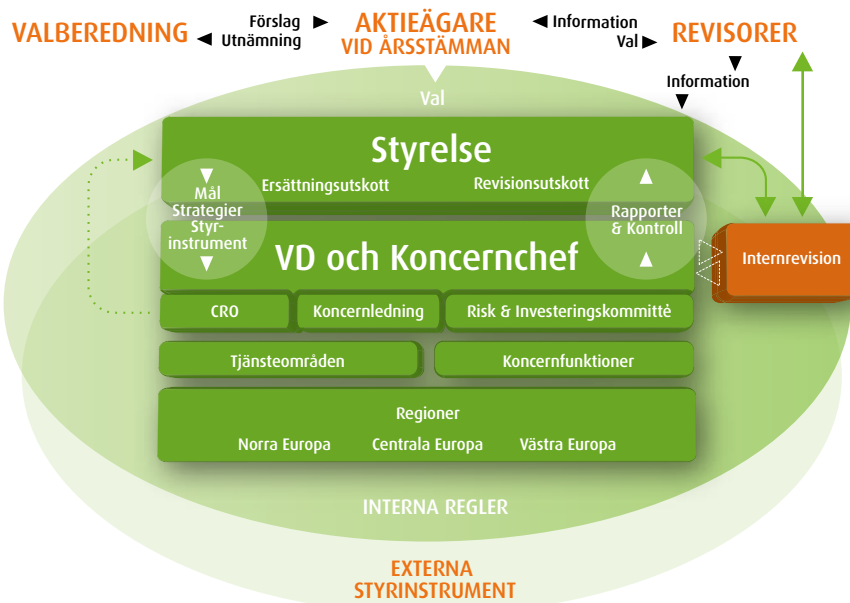 VALBEREDNING
Förslag
Utnämning
AKTIEÄGARE
VID ÅRSSTÄMMAN
Information
Val
REVISORER
Information
Val
Styrelse
Ersättningsutskott
Revisionsutskott
Mål
Strategier
Styr-
instrument
Rapporter
& Kontroll
VD och Koncernchef
Internrevision
CRO
Koncernledning
Risk & Investeringskommittè
Tjänsteområden
Koncernfunktioner
Regioner
Norra Europa
Centrala Europa
Västra Europa
INTERNA REGLER
EXTERNA
STYRINSTRUMENT